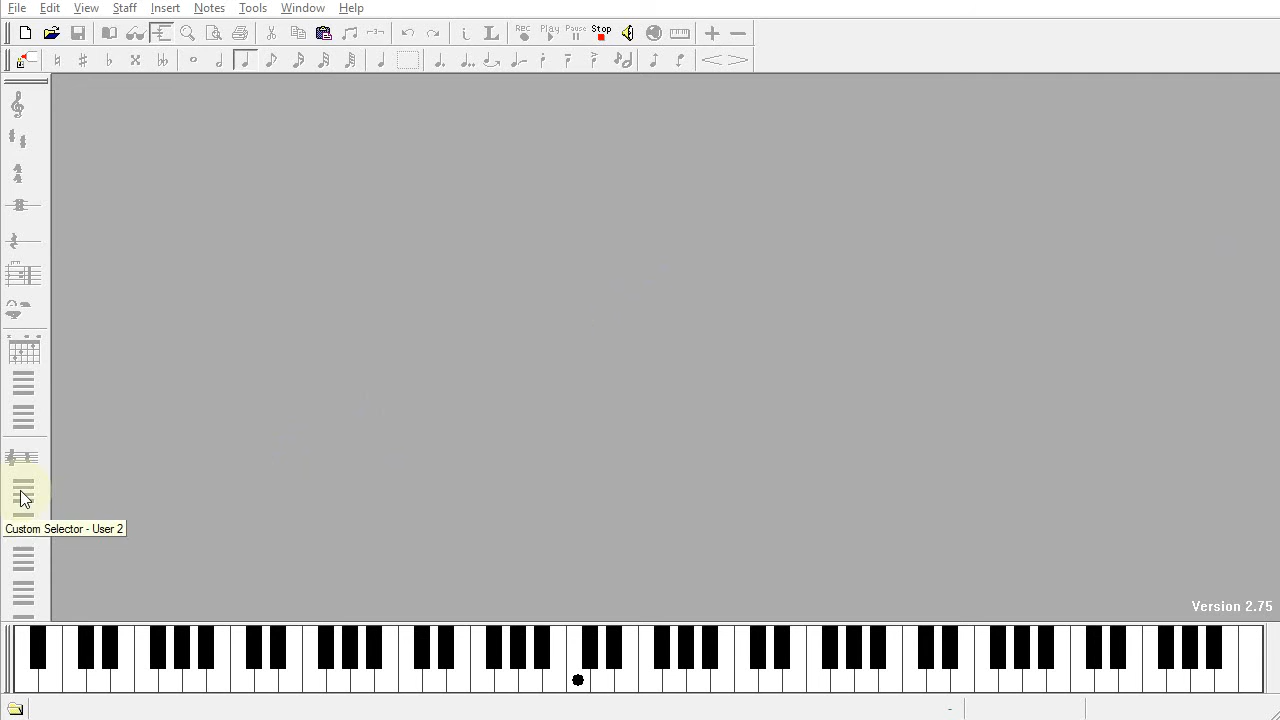 File Edit View Staff Insert Notes Tools Window Help
Rec Play Pause Stop
Custom Selector - User 2
Version 2.75